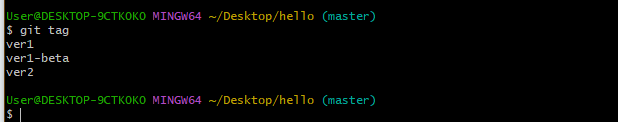 User@DESKTOP-9CTKOKO MINGW64 ~/Desktop/hello (master)
$ git tag
ver1
ver1-beta
ver2
User@DESKTOP-9CTKOKO MINGW64 ~/Desktop/hello (master)
$